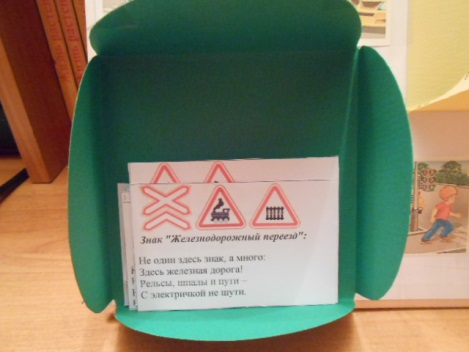 Знак "Железнодорожный переезд":
Не один здесь знак, а много:
Здесь железная дорога!
Рельсы, шпалы и пути –
С электричкой не шути.